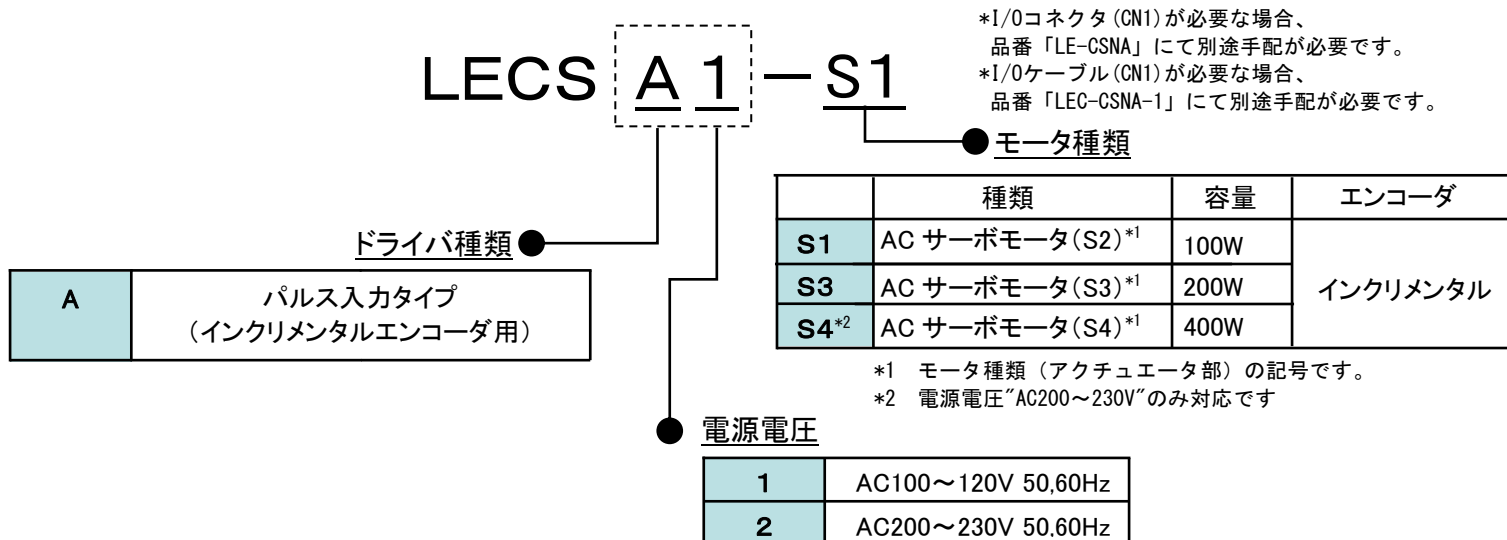 *I/Oコネクタ(CN1)が必要な場合、
品番「LE-CSNA」にて別途手配が必要です。
*I/Oケーブル(CN1)が必要な場合、
品番「LEC-CSNA-1」にて別途手配が必要です。
LECS A 1 － S1
モータ種類
種類 容量 エンコーダ
S1 AC サーボモータ(S2)*1 100W
S3 AC サーボモータ(S3)*1 200W インクリメンタル
S4*2 AC サーボモータ(S4)*1 400W
*1 モータ種類（アクチュエータ部）の記号です。
*2 電源電圧"AC200～230V"のみ対応です
ドライバ種類
A パルス入力タイプ
（インクリメンタルエンコーダ用）
電源電圧
1 AC100～120V 50,60Hz
2 AC200～230V 50,60Hz